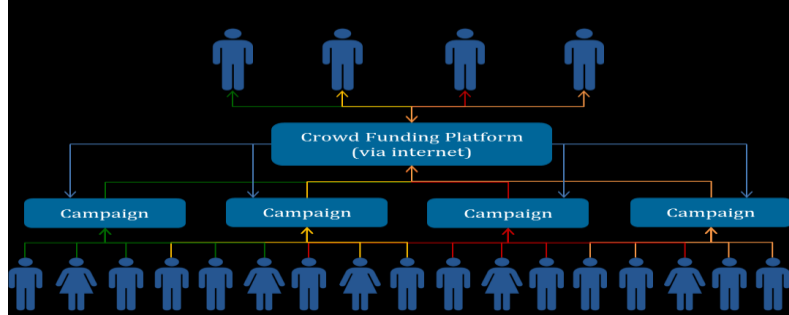 Crowd Funding Platform
(via internet)
Campaign
Campaign
Campaign
Campaign